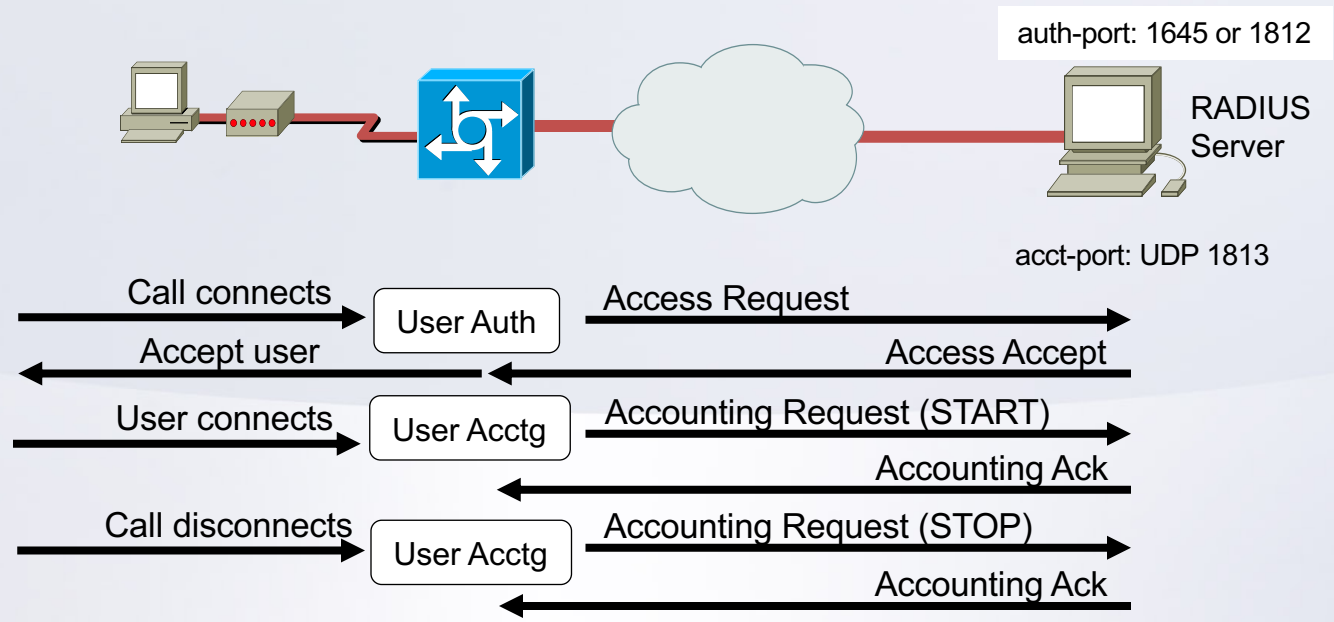 auth-port: 1645 or 1812
RADIUS
Server
acct-port: UDP 1813
Call connects
User Auth
Access Request
Accept user
Access Accept
User connects
User Acctg
Accounting Request (START)
Accounting Ack
Call disconnects
User Acctg
Accounting Request (STOP)
Accounting Ack